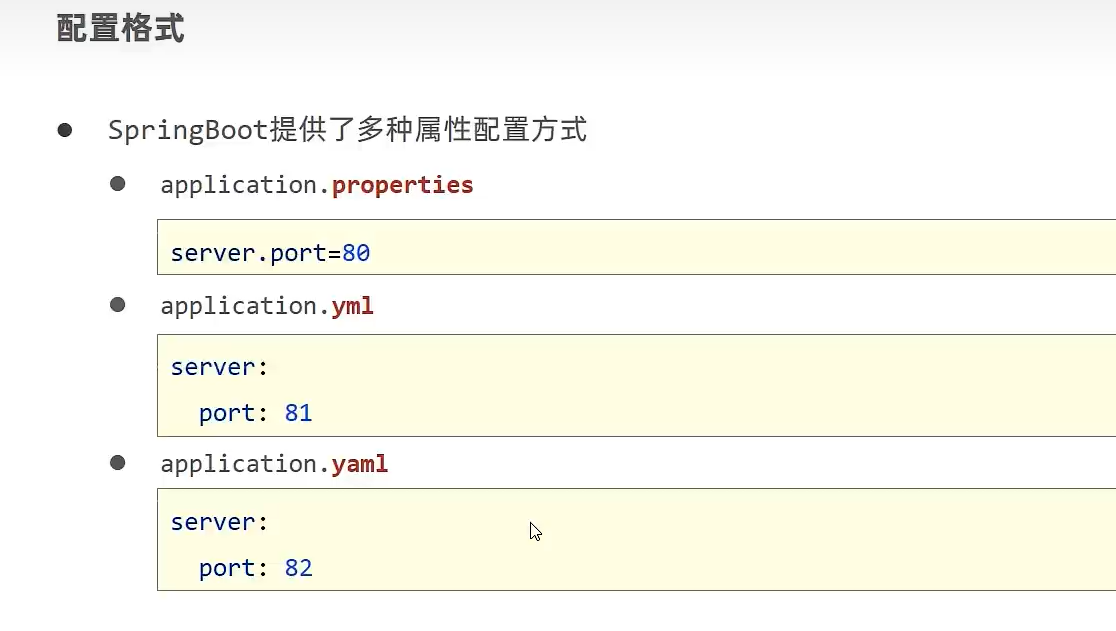 配置格式
SpringBoot提供了多种属性配置方式
application.properties
server.port=80
application.yml
server:
  port: 81
application.yaml
server:
  port: 82